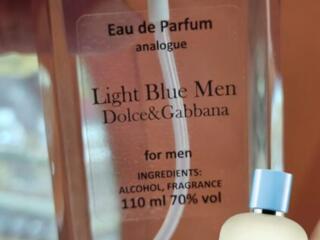 Eau de Parfum
analogue
Light Blue Men
Dolce&Gabbana
for men
INGREDIENTS:
ALCOHOL, FRAGRANCE
110 ml 70% vol